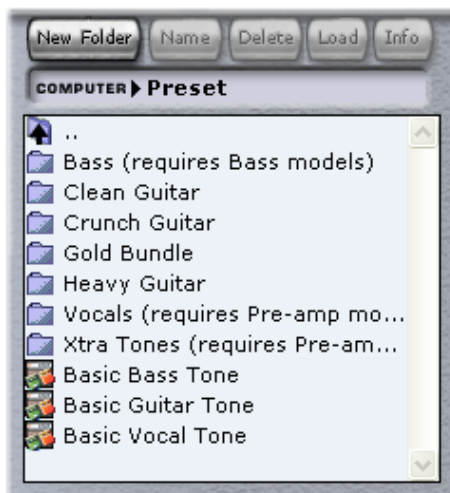 New Folder Name Delete Load Info
COMPUTER Preset
..
Bass (requires Bass models)
Clean Guitar
Crunch Guitar
Gold Bundle
Heavy Guitar
Vocals (requires Pre-amp mo...
Xtra Tones (requires Pre-am...
Basic Bass Tone
Basic Guitar Tone
Basic Vocal Tone